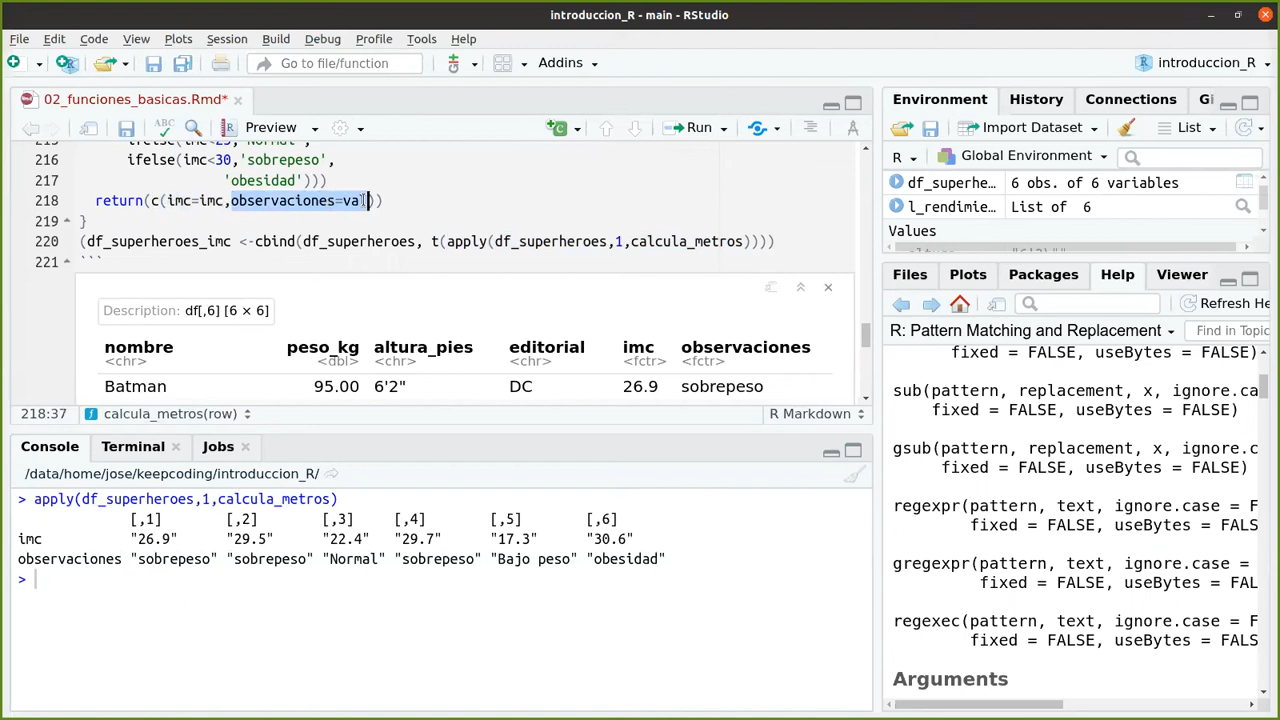 introduccion_R - main - RStudio
File Edit Code View Plots Session Build Debug Profile Tools Help
Go to file/function Addins introduccion_R
02_funciones_basicas.Rmd*
ABC Preview Run
216 ifelse(imc<30,'sobrepeso',
217 'obesidad')))
218 return(c(imc=imc,observaciones=val))
219 }
220 (df_superheroes_imc <-cbind(df_superheroes, t(apply(df_superheroes,1,calcula_metros))))
221 ```
Description: df[,6] [6 × 6]
nombre peso_kg altura_pies editorial imc observaciones
<chr> <dbl> <chr> <chr> <fctr> <fctr>
Batman 95.00 6'2" DC 26.9 sobrepeso
218:37 calcula_metros(row) R Markdown
Console Terminal Jobs
/data/home/jose/keepcoding/introduccion_R/
> apply(df_superheroes,1,calcula_metros)
[,1] [,2] [,3] [,4] [,5] [,6]
imc "26.9" "29.5" "22.4" "29.7" "17.3" "30.6"
observaciones "sobrepeso" "sobrepeso" "Normal" "sobrepeso" "Bajo peso" "obesidad"
>
Environment History Connections Gi
Import Dataset List
R Global Environment
df_superhe… 6 obs. of 6 variables
l_rendimie… List of 6
Values
Files Plots Packages Help Viewer
Refresh He
R: Pattern Matching and Replacement Find in Topic
fixed = FALSE, useBytes = FALSE)
sub(pattern, replacement, x, ignore.ca
fixed = FALSE, useBytes = FALSE)
gsub(pattern, replacement, x, ignore.c
fixed = FALSE, useBytes = FALSE)
regexpr(pattern, text, ignore.case = F
fixed = FALSE, useBytes = FALS
gregexpr(pattern, text, ignore.case =
fixed = FALSE, useBytes = FAL
regexec(pattern, text, ignore.case = F
fixed = FALSE, useBytes = FALS
Arguments